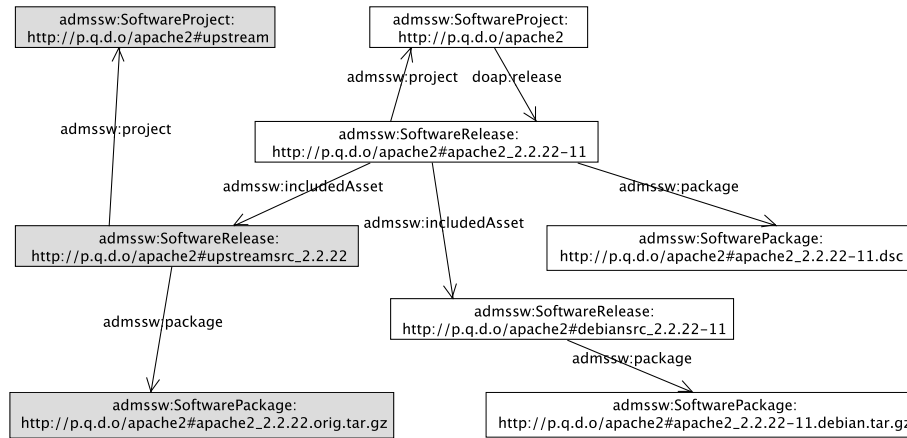 admssw:SoftwareProject:
http://p.q.d.o/apache2#upstream
admssw:SoftwareProject:
http://p.q.d.o/apache2
admssw:project
doap:release
admssw:project
admssw:SoftwareRelease:
http://p.q.d.o/apache2#apache2_2.2.22-11
admssw:includedAsset
admssw:package
admssw:includedAsset
admssw:SoftwareRelease:
http://p.q.d.o/apache2#upstreamsrc_2.2.22
admssw:SoftwarePackage:
http://p.q.d.o/apache2#apache2_2.2.22-11.dsc
admssw:SoftwareRelease:
http://p.q.d.o/apache2#debiansrc_2.2.22-11
admssw:package
admssw:package
admssw:SoftwarePackage:
http://p.q.d.o/apache2#apache2_2.2.22.orig.tar.gz
admssw:SoftwarePackage:
http://p.q.d.o/apache2#apache2_2.2.22-11.debian.tar.gz